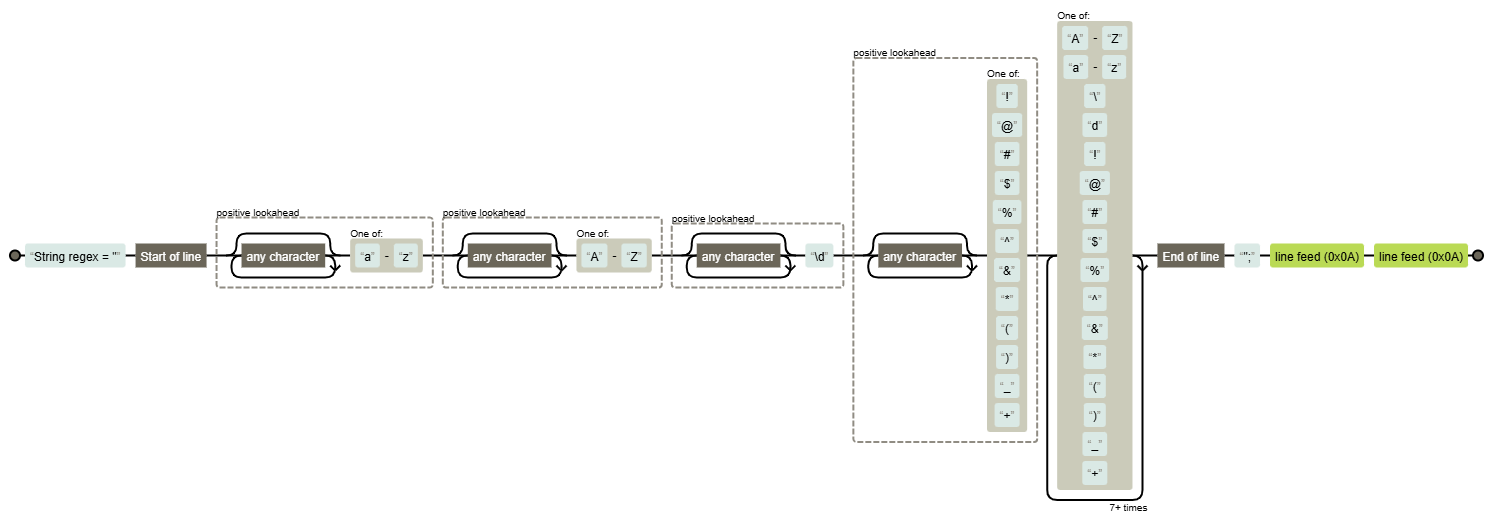 “String regex = "”
Start of line
positive lookahead
any character
One of:
“a” - “z”
positive lookahead
any character
One of:
“A” - “Z”
positive lookahead
any character
“\d”
positive lookahead
any character
One of:
“!”
“@”
“#”
“$”
“%”
“^”
“&”
“*”
“(”
“)”
“_”
“+”
One of:
“A” - “Z”
“a” - “z”
“\”
“d”
“!”
“@”
“#”
“$”
“%”
“^”
“&”
“*”
“(”
“)”
“_”
“+”
7+ times
End of line
“";”
line feed (0x0A)
line feed (0x0A)